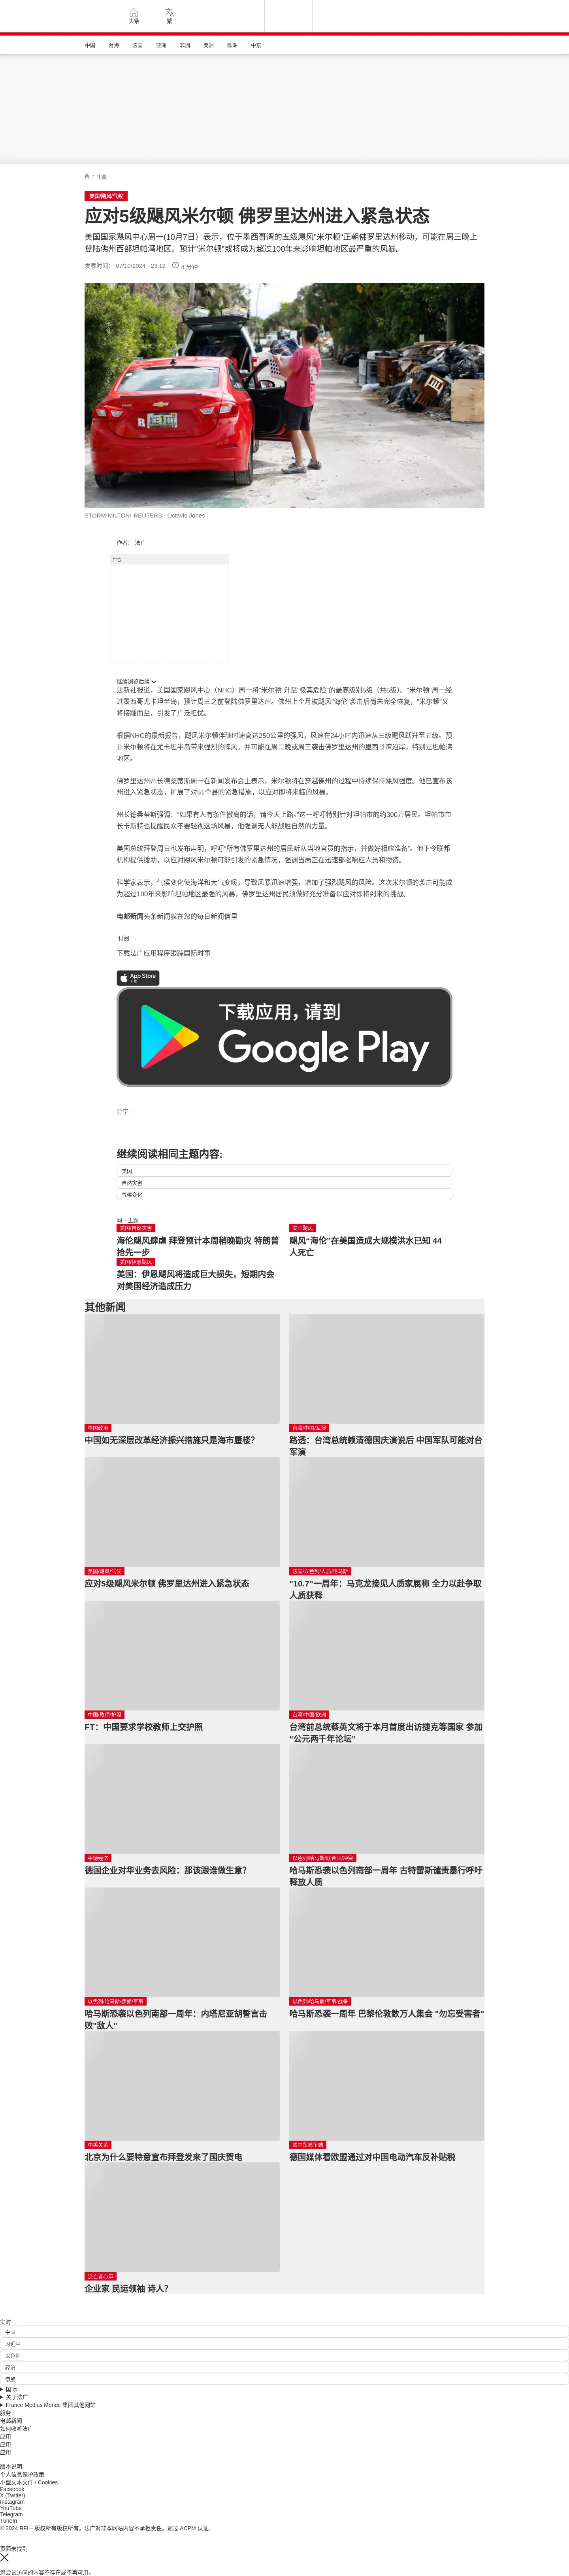 头条
繁
中国
台海
法国
亚洲
非洲
美洲
欧洲
中东
/ 中国
美国/飓风/气候
应对5级飓风米尔顿 佛罗里达州进入紧急状态
美国国家飓风中心周一(10月7日）表示，位于墨西哥湾的五级飓风"米尔顿"正朝佛罗里达州移动，可能在周三晚上
登陆佛州西部坦帕湾地区。预计"米尔顿"或将成为超过100年来影响坦帕地区最严重的风暴。
发表时间： 07/10/2024 - 23:12
4 分钟
STORM-MILTON/ REUTERS - Octavio Jones
作者： 法广
广告
继续浏览后续
法新社报道，美国国家飓风中心（NHC）周一将"米尔顿"升至"极其危险"的最高级别5级（共5级）。"米尔顿"周一经
过墨西哥尤卡坦半岛，预计周三之前登陆佛罗里达州。佛州上个月被飓风"海伦"袭击后尚未完全恢复，"米尔顿"又
将接踵而至，引发了广泛担忧。
根据NHC的最新报告，飓风米尔顿伴随时速高达250公里的强风，风速在24小时内迅速从三级飓风跃升至五级。预
计米尔顿将在尤卡坦半岛带来强烈的阵风，并可能在周二晚或周三袭击佛罗里达州的墨西哥湾沿岸，特别是坦帕湾
地区。
佛罗里达州州长德桑蒂斯周一在新闻发布会上表示，米尔顿将在穿越佛州的过程中持续保持飓风强度。他已宣布该
州进入紧急状态，扩展了对51个县的紧急措施，以应对即将来临的风暴。
州长德桑蒂斯强调："如果有人有条件撤离的话，请今天上路。"这一呼吁特别针对坦帕市的约300万居民。坦帕市市
长卡斯特也提醒民众不要轻视这场风暴，他强调无人能战胜自然的力量。
美国总统拜登周日也发布声明，呼吁"所有佛罗里达州的居民听从当地官员的指示，并做好相应准备"。他下令联邦
机构提供援助，以应对飓风米尔顿可能引发的紧急情况，强调当局正在迅速部署响应人员和物资。
科学家表示，气候变化使海洋和大气变暖，导致风暴迅速增强，增加了强烈飓风的风险。这次米尔顿的袭击可能成
为超过100年来影响坦帕地区最强的风暴，佛罗里达州居民须做好充分准备以应对即将到来的挑战。
电邮新闻头条新闻就在您的每日新闻信里
订阅
下载法广应用程序跟踪国际时事
App Store
下载
下载应用，请到
Google Play
分享 :
继续阅读相同主题内容:
美国
自然灾害
气候变化
同一主题
美国/自然灾害
海伦飓风肆虐 拜登预计本周稍晚勘灾 特朗普
抢先一步
美国飓风
飓风"海伦"在美国造成大规模洪水已知 44
人死亡
美国/伊恩飓风
美国：伊恩飓风将造成巨大损失，短期内会
对美国经济造成压力
其他新闻
中国政治
中国如无深层改革经济振兴措施只是海市蜃楼?
台湾/中国/军演
路透：台湾总统赖清德国庆演说后 中国军队可能对台
军演
美国/飓风/气候
应对5级飓风米尔顿 佛罗里达州进入紧急状态
法国/以色列/人质/哈马斯
"10.7"一周年：马克龙接见人质家属称 全力以赴争取
人质获释
中国/教师/护照
FT：中国要求学校教师上交护照
台湾/中国/欧洲
台湾前总统蔡英文将于本月首度出访捷克等国家 参加
"公元两千年论坛"
中德经济
德国企业对华业务去风险：那该跟谁做生意?
以色列/哈马斯/联合国/冲突
哈马斯恐袭以色列南部一周年 古特雷斯谴责暴行呼吁
释放人质
以色列/哈马斯/伊朗/军事
哈马斯恐袭以色列南部一周年：内塔尼亚胡誓言击
败"敌人"
以色列/哈马斯/军事/战争
哈马斯恐袭一周年 巴黎伦敦数万人集会 "勿忘受害者"
中美关系
北京为什么要特意宣布拜登发来了国庆贺电
欧中贸易争端
德国媒体看欧盟通过对中国电动汽车反补贴税
流亡者心声
企业家 民运领袖 诗人?
实时
中国
习近平
以色列
经济
伊朗
国际
关于法广
France Médias Monde 集团其他网站
服务
电邮新闻
如何收听法广
应用
应用
应用
版本说明
个人信息保护政策
小型文本文件 / Cookies
Facebook
X (Twitter)
Instagram
YouTube
Telegram
TuneIn
© 2024 RFI – 版权所有版权所有。法广对非本网站内容不承担责任。通过 ACPM 认证。
页面未找到
您尝试访问的内容不存在或不再可用。